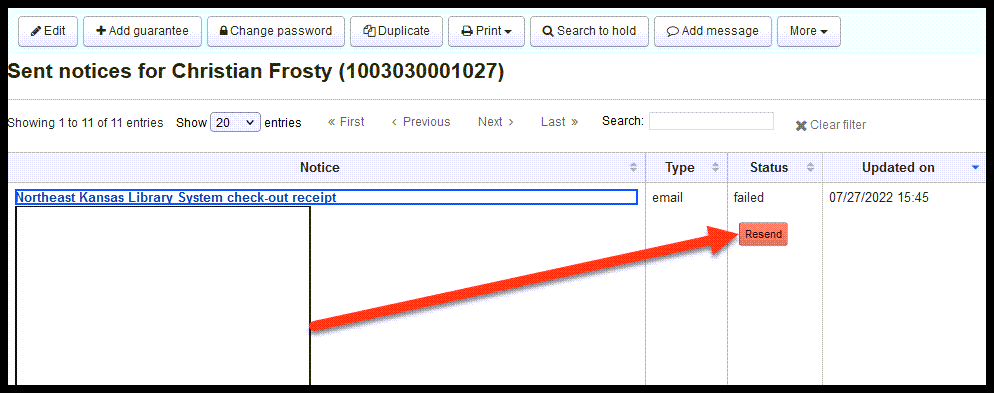 Edit Add guarantee Change password Duplicate Print Search to hold Add message More
Sent notices for Christian Frosty (1003030001027)
Showing 1 to 11 of 11 entries Show 20 entries « First ‹ Previous Next › Last » Search: Clear filter
Notice Type Status Updated on
Northeast Kansas Library System check-out receipt email failed 07/27/2022 15:45
Resend